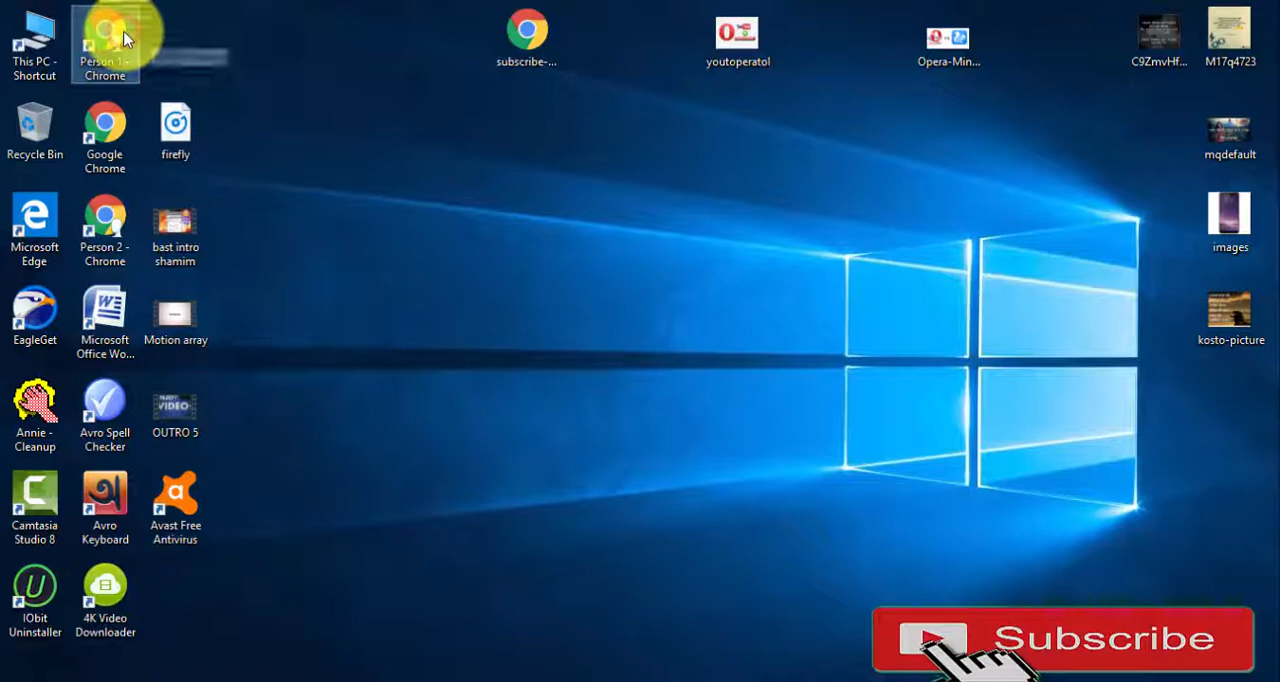 This PC -
Shortcut
Person 1 -
Chrome
subscribe-...
youtoperatol
Opera-Min...
C9ZmvHf...
M17q4723
Recycle Bin
Google
Chrome
firefly
mqdefault
Microsoft
Edge
Person 2 -
Chrome
bast intro
shamim
images
EagleGet
Microsoft
Office Wo...
Motion array
kosto-picture
Annie -
Cleanup
Avro Spell
Checker
VIDEO
OUTRO 5
Camtasia
Studio 8
অ
Avro
Keyboard
Avast Free
Antivirus
IObit
Uninstaller
4K Video
Downloader
Subscribe